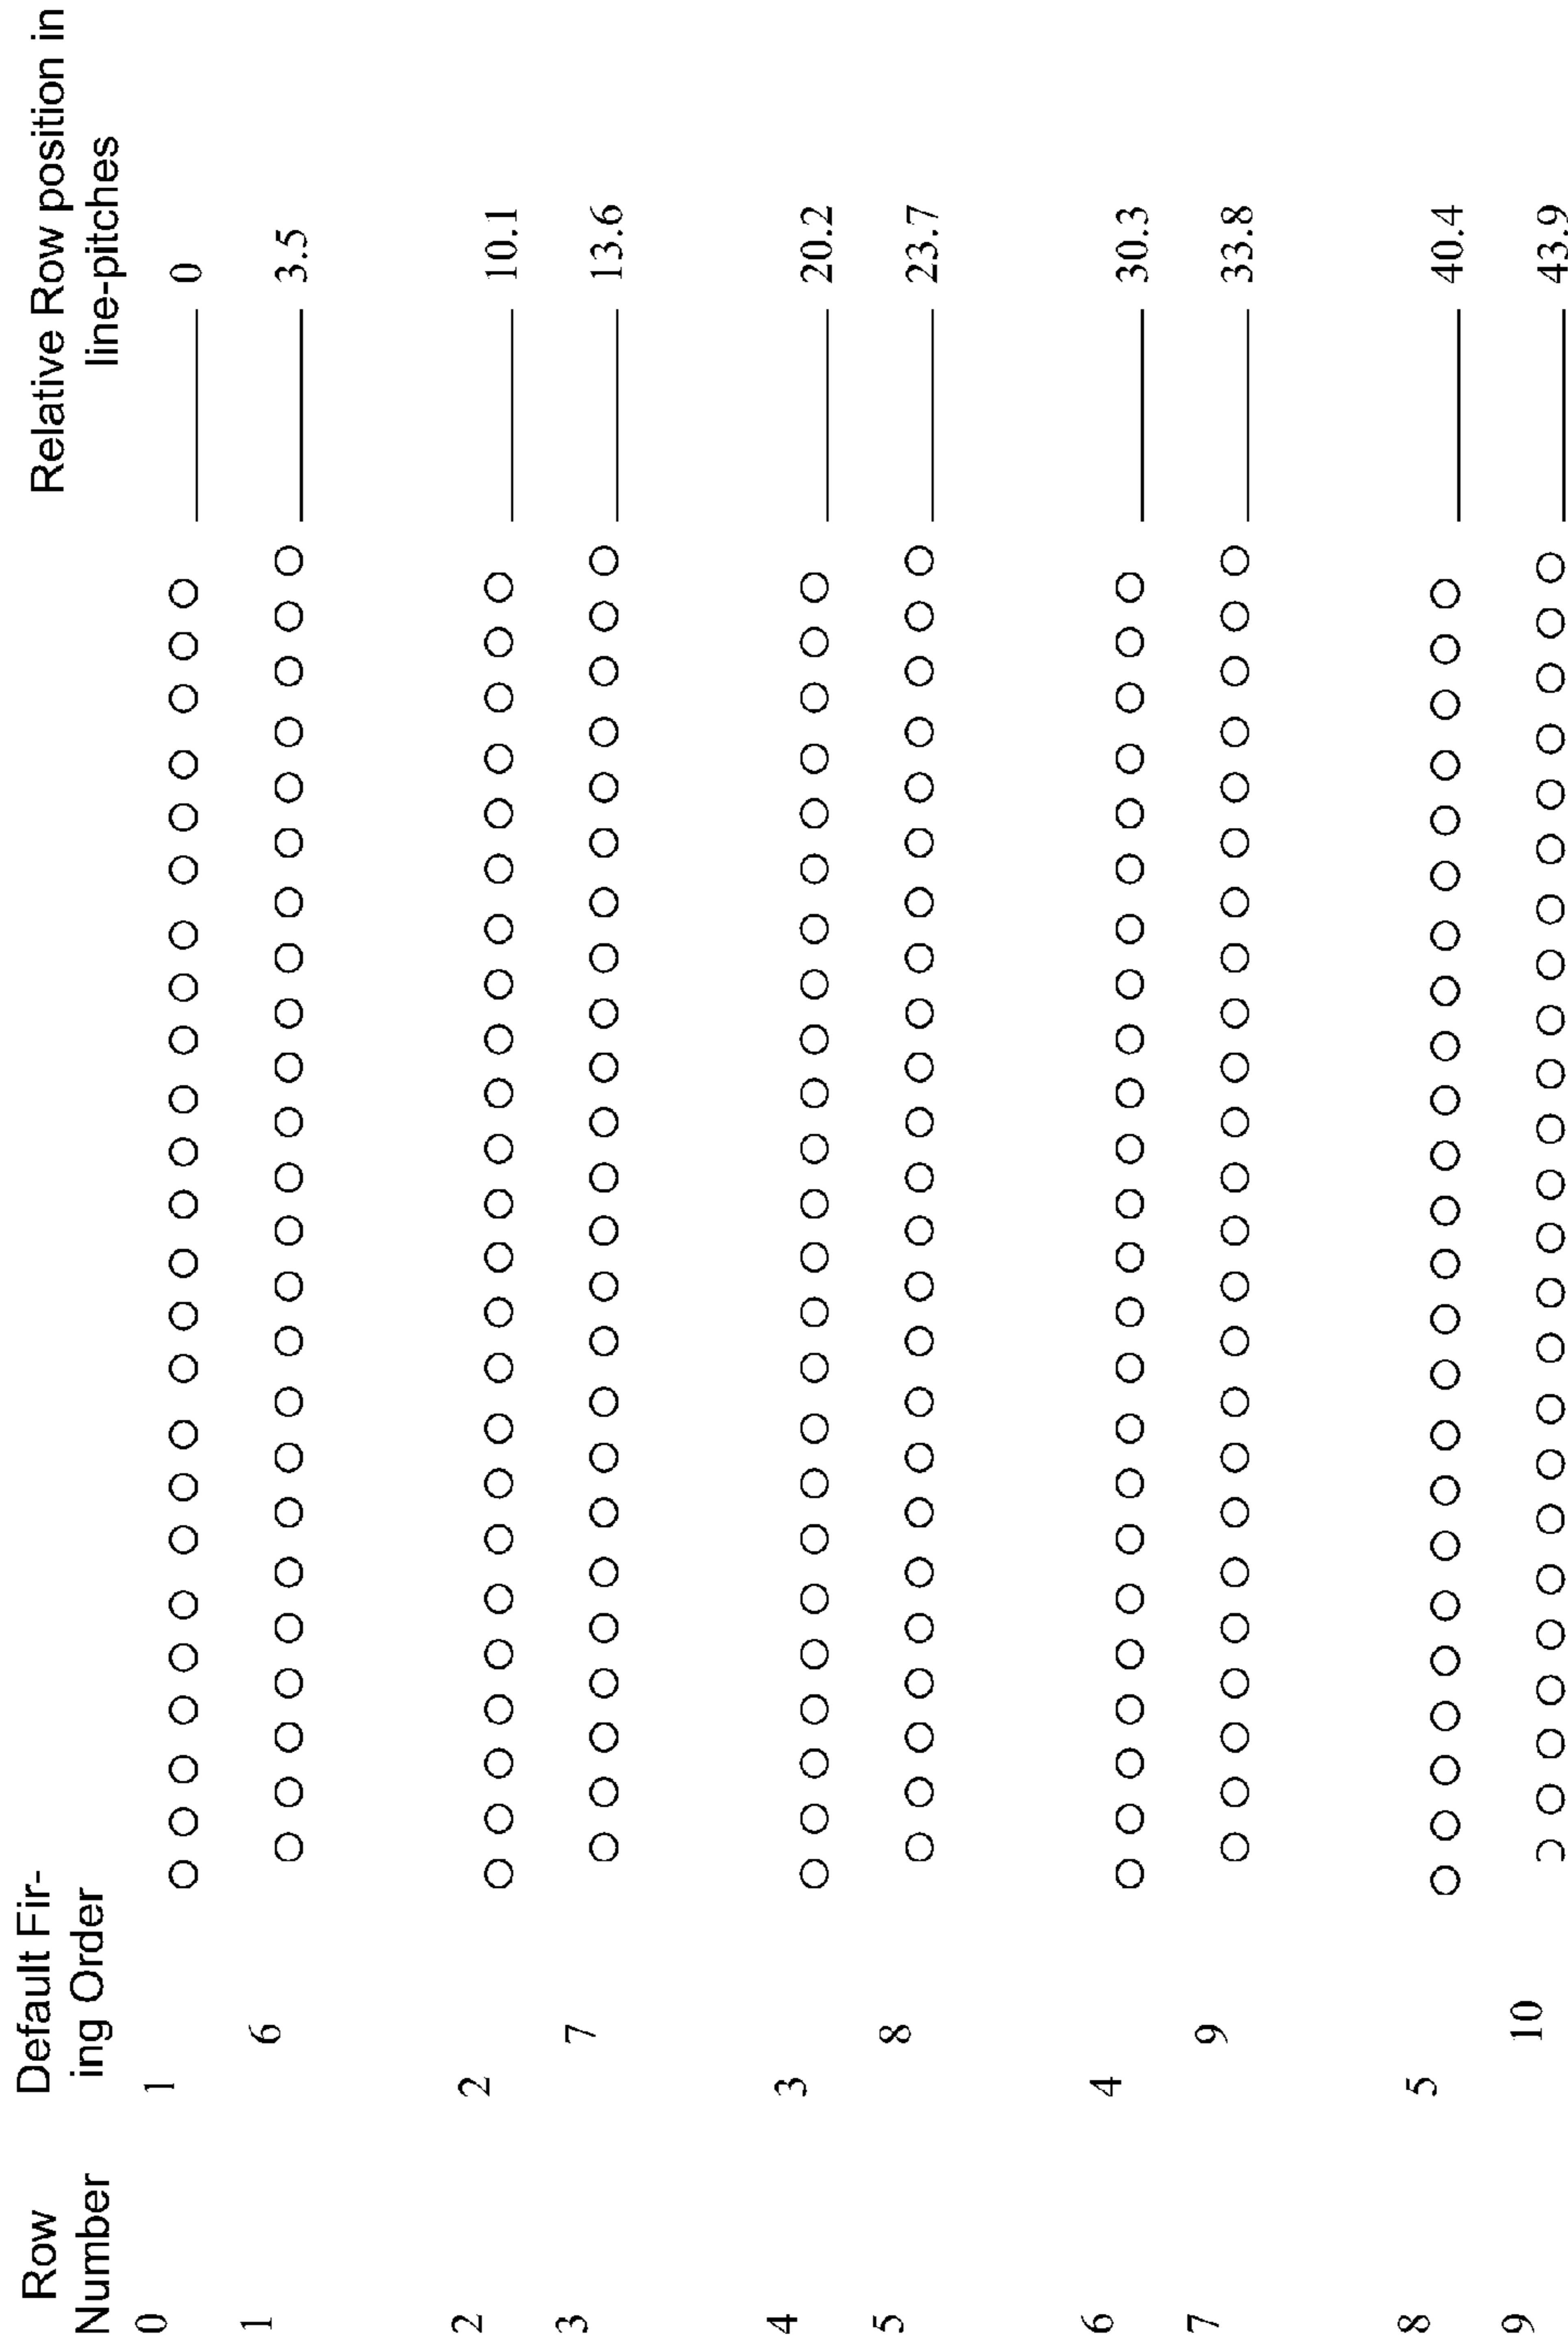 Row
Number
Default Fir-
ing Order
Relative Row position in
line-pitches
0 1 0
1 6 3.5
2 2 10.1
3 7 13.6
4 3 20.2
5 8 23.7
6 4 30.3
7 9 33.8
8 5 40.4
9 10 43.9